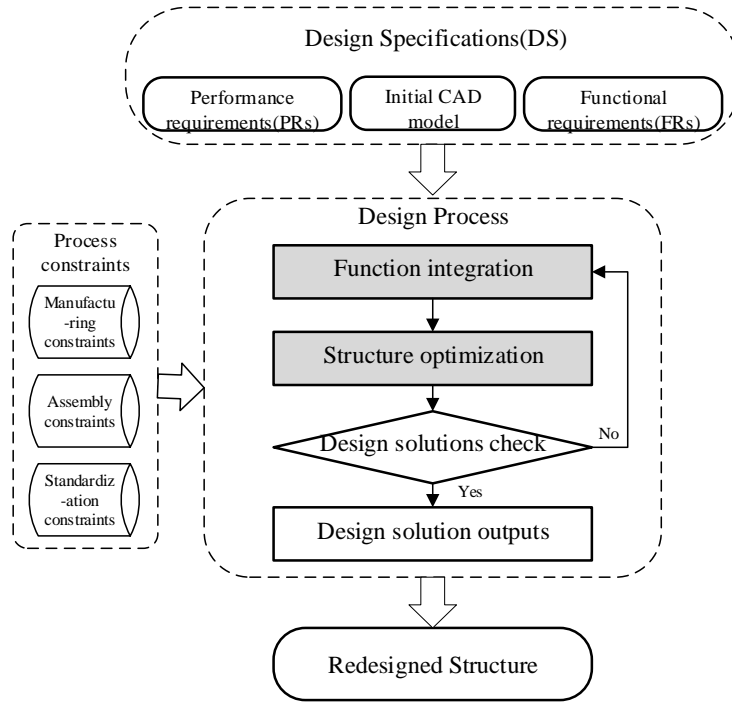 Design Specifications(DS)
Performance
requirements(PRs)
Initial CAD
model
Functional
requirements(FRs)
Design Process
Process
constraints
Manufactu
-ring
constraints
Assembly
constraints
Standardiz
-ation
constraints
Function integration
Structure optimization
Design solutions check
No
Yes
Design solution outputs
Redesigned Structure